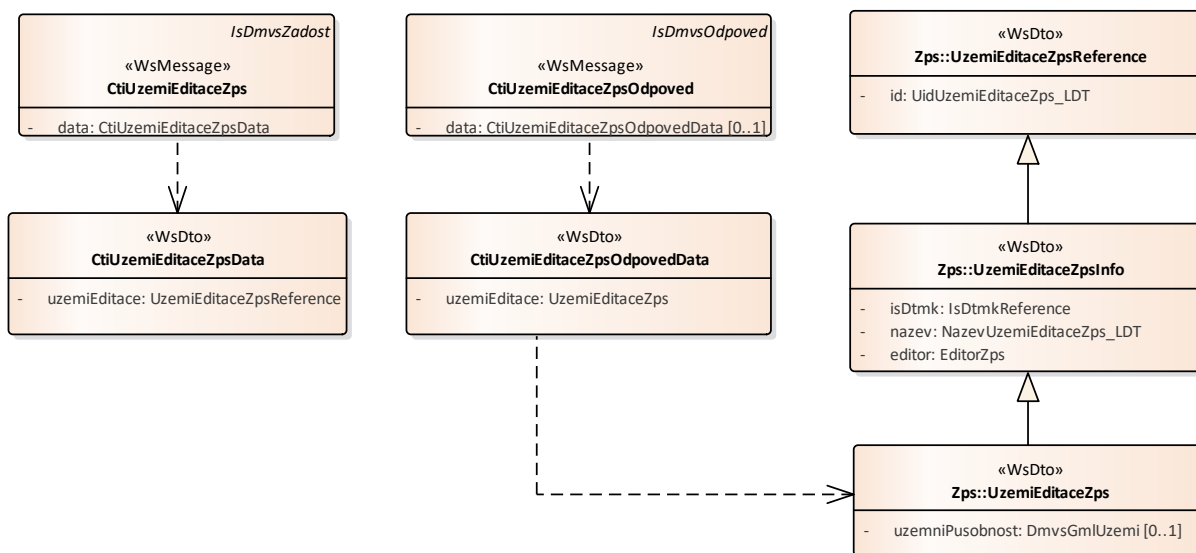 IsDmvsZadost
«WsMessage»
CtiUzemiEditaceZps
- data: CtiUzemiEditaceZpsData
IsDmvsOdpoved
«WsMessage»
CtiUzemiEditaceZpsOdpoved
- data: CtiUzemiEditaceZpsOdpovedData [0..1]
«WsDto»
Zps::UzemiEditaceZpsReference
- id: UidUzemiEditaceZps_LDT
«WsDto»
CtiUzemiEditaceZpsData
- uzemiEditace: UzemiEditaceZpsReference
«WsDto»
CtiUzemiEditaceZpsOdpovedData
- uzemiEditace: UzemiEditaceZps
«WsDto»
Zps::UzemiEditaceZpsInfo
- isDtmk: IsDtmkReference
- nazev: NazevUzemiEditaceZps_LDT
- editor: EditorZps
«WsDto»
Zps::UzemiEditaceZps
- uzemniPusobnost: DmvsGmlUzemi [0..1]